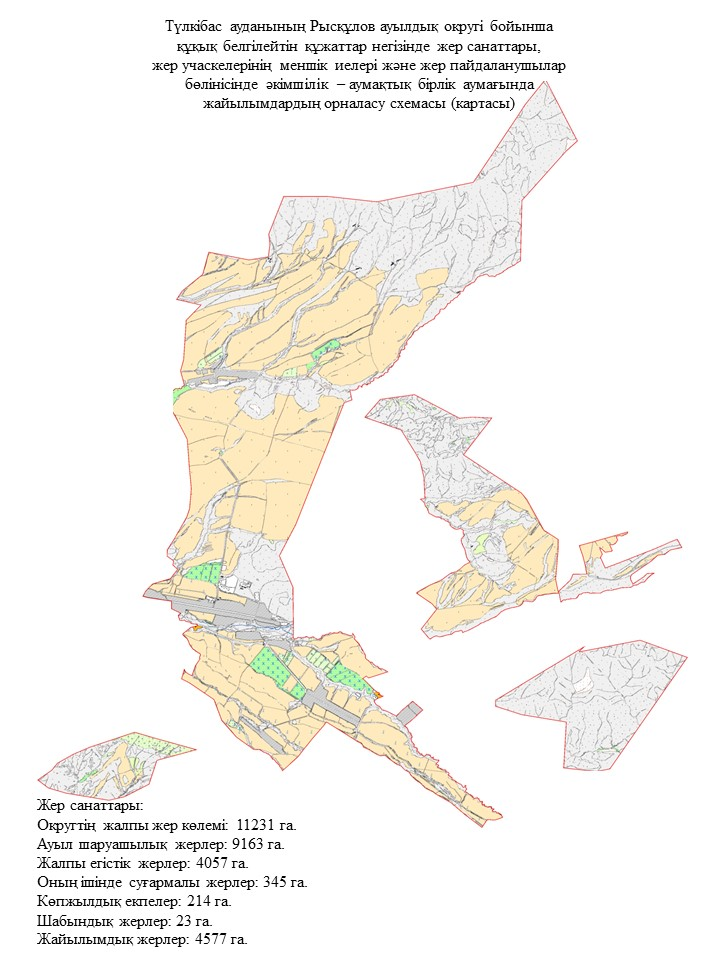 Түлкібас ауданының Рысқұлов ауылдық округі бойынша
құқық белгілейтін құжаттар негізінде жер санаттары,
жер учаскелерінің меншік иелері және жер пайдаланушылар
бөлінісінде әкімшілік – аумақтық бірлік аумағында
жайылымдардың орналасу схемасы (картасы)
Жер санаттары:
Округтің жалпы жер көлемі: 11231 га.
Ауыл шаруашылық жерлер: 9163 га.
Жалпы егістік жерлер: 4057 га.
Оның ішінде суғармалы жерлер: 345 га.
Көпжылдық екпелер: 214 га.
Шабындық жерлер: 23 га.
Жайылымдық жерлер: 4577 га.